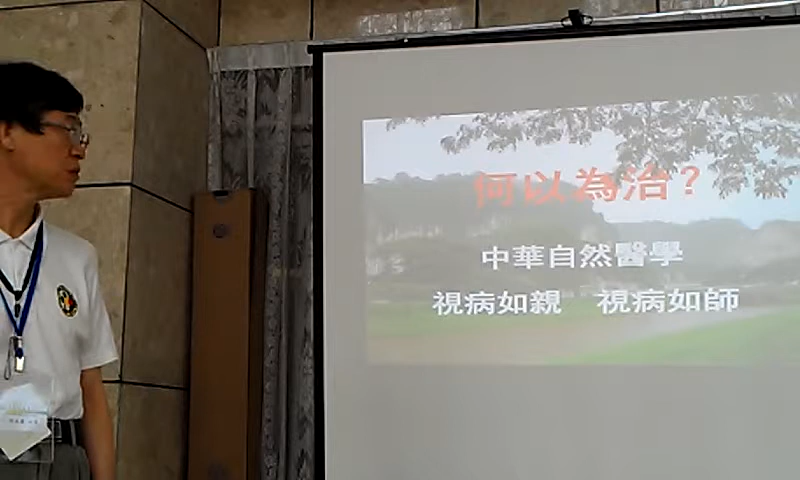 何以為治？
中華自然醫學
視病如親　視病如師